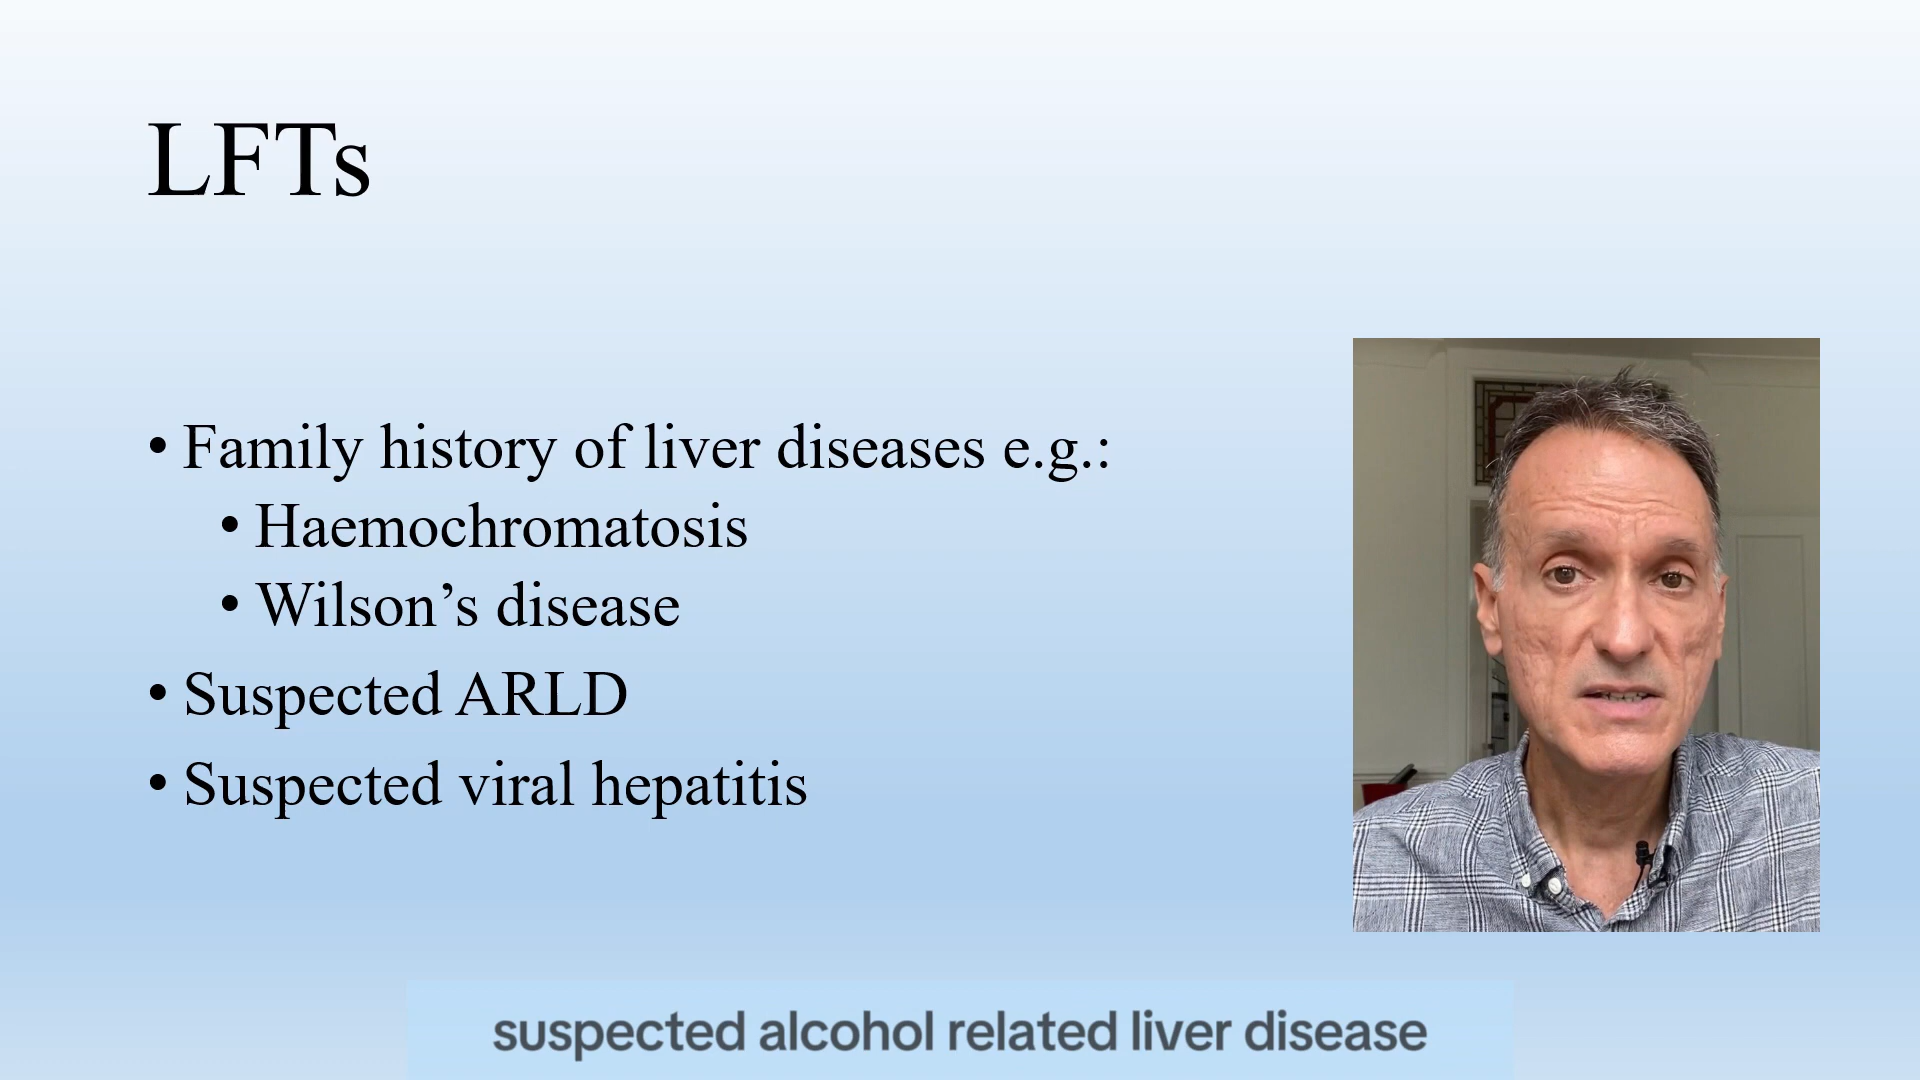 LFTs
• Family history of liver diseases e.g.:
• Haemochromatosis
• Wilson’s disease
• Suspected ARLD
• Suspected viral hepatitis
suspected alcohol related liver disease